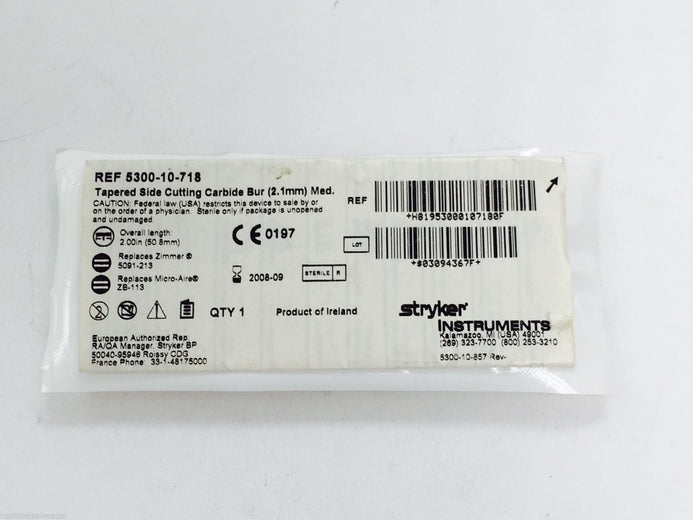 REF 5300-10-718
Tapered Side Cutting Carbide Bur (2.1mm) Med.
CAUTION: Federal law (USA) restricts this device to sale by or
on the order of a physician. Sterile only if package is unopened
and undamaged
Overall length
2.00in (50.8mm)
Replaces Zimmer®
5091-213
Replaces Micro-Aire®
ZB-113
CE 0197
2008-09
STERILE R
REF
+H01953000107180F
LOT
+$03094367F+
2
QTY 1
Product of Ireland
stryker®
INSTRUMENTS
Kalamazoo, MI (USA) 49001
(269) 323-7700 (800) 253-3210
5300-10-857 Rev-
European Authorized Rep
RA/QA Manager, Stryker BP
50040-95946 Roissy CDG
France Phone: 33-1-48175000
nationalsalesazal